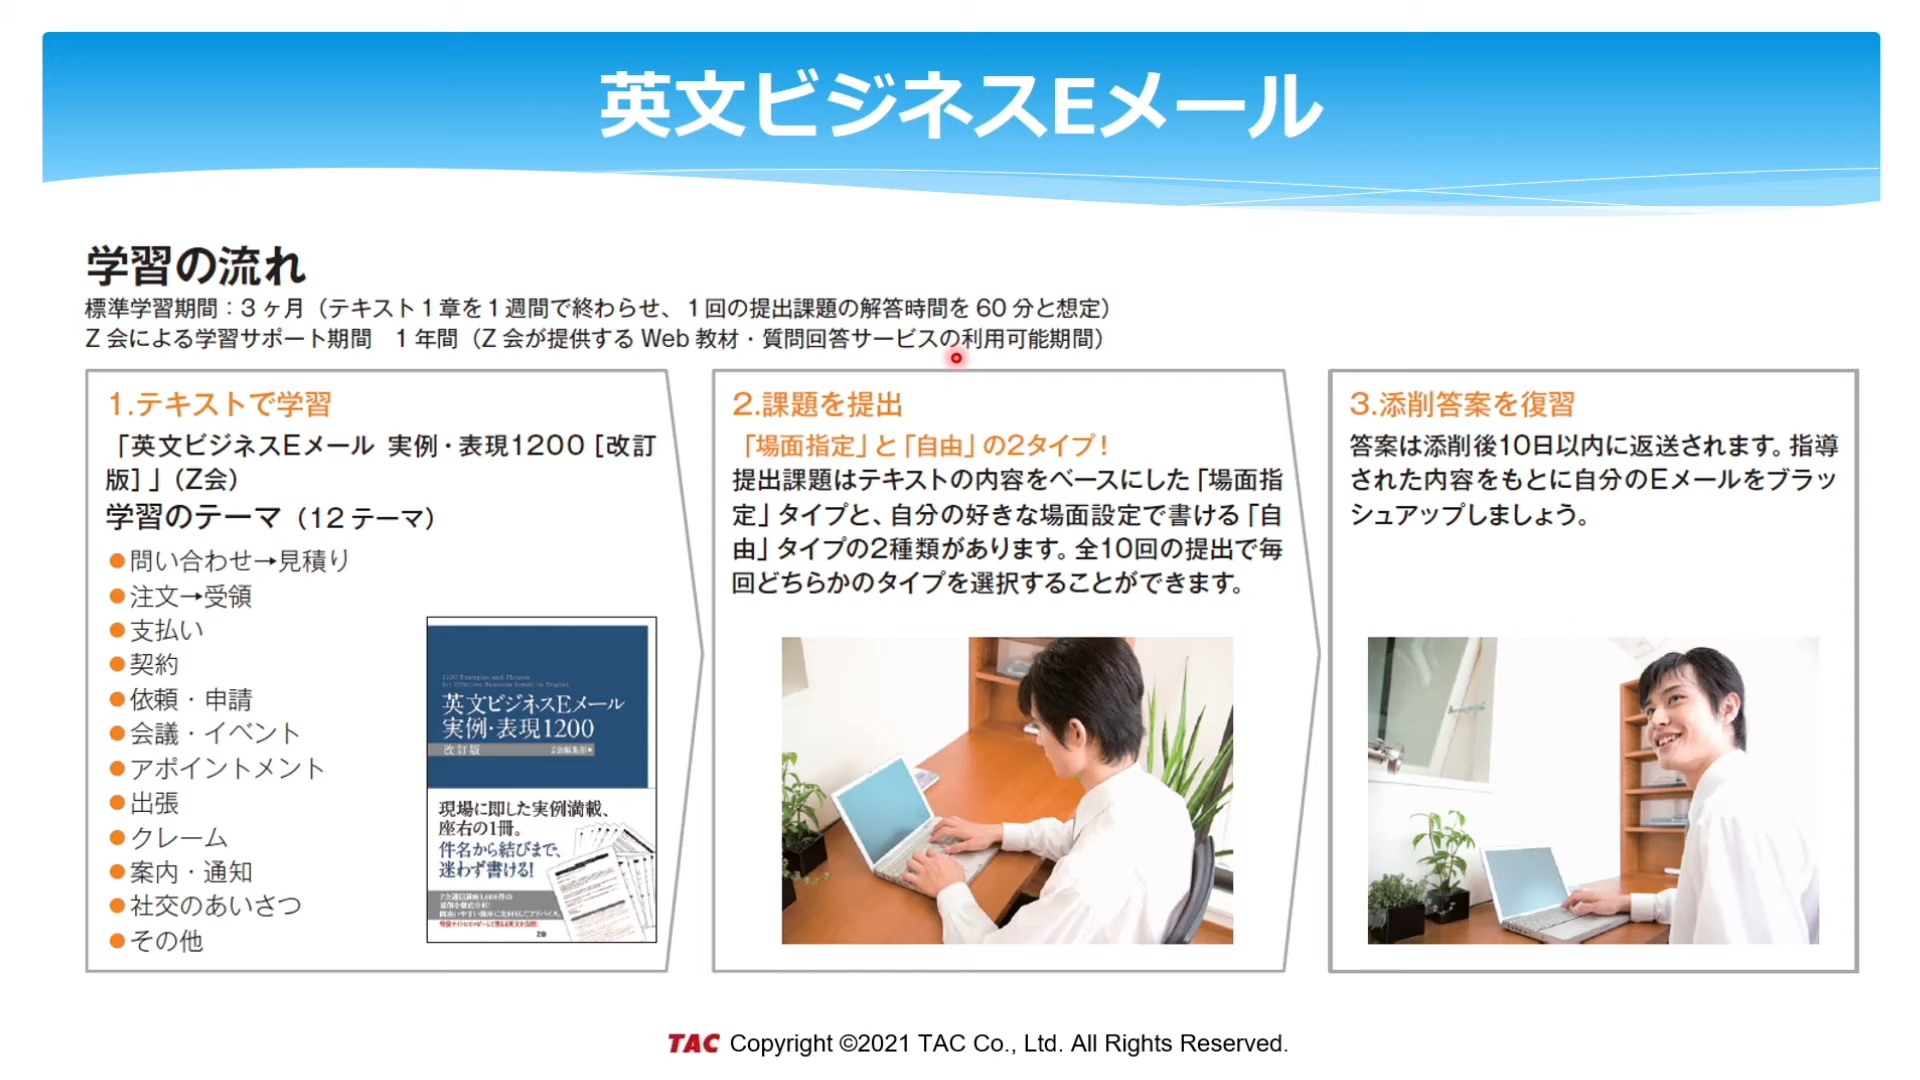 英文ビジネスEメール
学習の流れ
標準学習期間：３ヶ月（テキスト１章を１週間で終わらせ、１回の提出課題の解答時間を 60 分と想定）
Z 会による学習サポート期間　１年間（Z 会が提供する Web 教材・質問回答サービスの利用可能期間）
1.テキストで学習
「英文ビジネスEメール 実例・表現1200［改訂
版］」（Z会）
学習のテーマ（12 テーマ）
●問い合わせ→見積り
●注文→受領
●支払い
●契約
●依頼・申請
●会議・イベント
●アポイントメント
●出張
●クレーム
●案内・通知
●社交のあいさつ
●その他
英文ビジネスEメール
実例・表現1200
改訂版
Z会編集部
現場に即した実例満載、
座右の1冊。
件名から結びまで、
迷わず書ける！
Z会
2.課題を提出
「場面指定」と「自由」の2タイプ！
提出課題はテキストの内容をベースにした「場面指
定」タイプと、自分の好きな場面設定で書ける「自
由」タイプの2種類があります。全10回の提出で毎
回どちらかのタイプを選択することができます。
3.添削答案を復習
答案は添削後10日以内に返送されます。指導
された内容をもとに自分のEメールをブラッ
シュアップしましょう。
TAC Copyright ©2021 TAC Co., Ltd. All Rights Reserved.